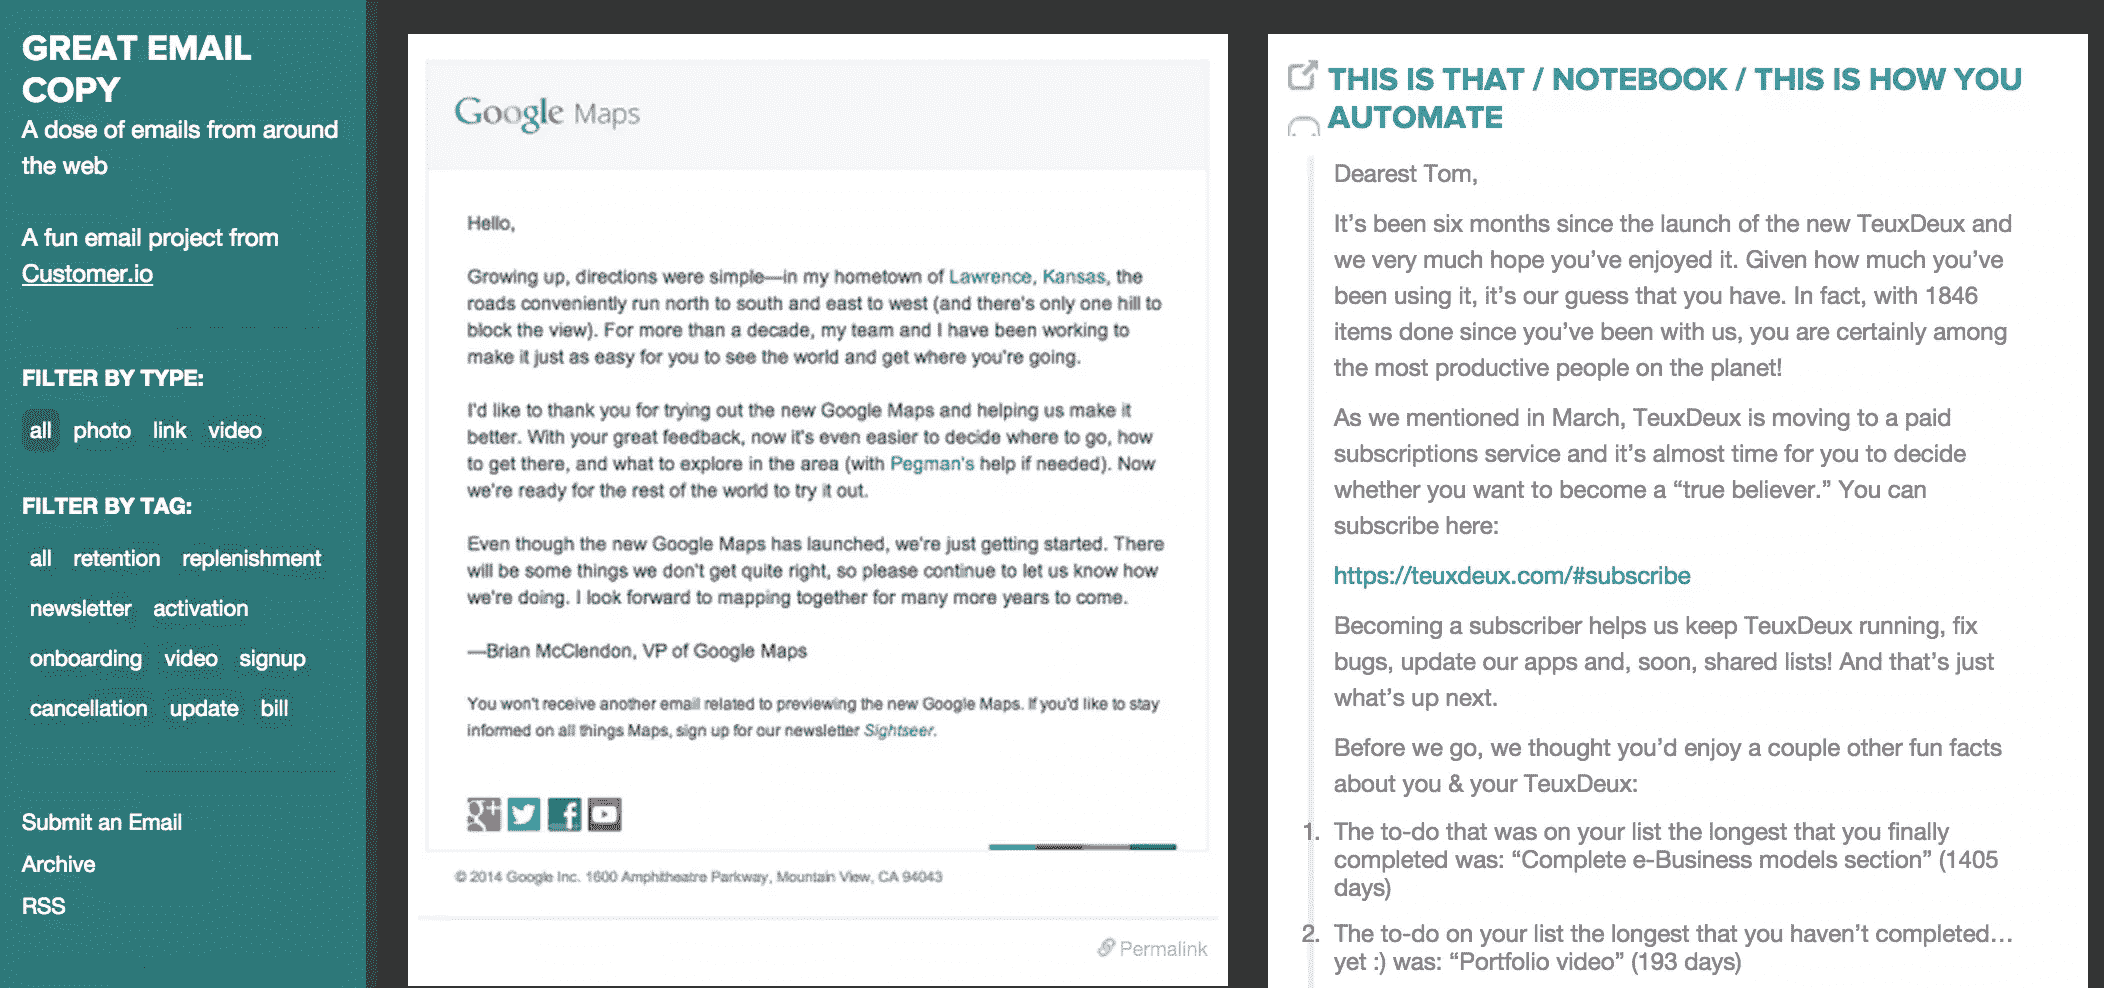 GREAT EMAIL
COPY
A dose of emails from around
the web
A fun email project from
Customer.io
FILTER BY TYPE:
all photo link video
FILTER BY TAG:
all retention replenishment
newsletter activation
onboarding video signup
cancellation update bill
Submit an Email
Archive
RSS
Google Maps
Hello,
Growing up, directions were simple—in my hometown of Lawrence, Kansas, the
roads conveniently run north to south and east to west (and there's only one hill to
block the view). For more than a decade, my team and I have been working to
make it just as easy for you to see the world and get where you're going.
I'd like to thank you for trying out the new Google Maps and helping us make it
better. With your great feedback, now it's even easier to decide where to go, how
to get there, and what to explore in the area (with Pegman's help if needed). Now
we're ready for the rest of the world to try it out.
Even though the new Google Maps has launched, we're just getting started. There
will be some things we don't get quite right, so please continue to let us know how
we're doing. I look forward to mapping together for many more years to come.
—Brian McClendon, VP of Google Maps
You won't receive another email related to previewing the new Google Maps. If you'd like to stay
informed on all things Maps, sign up for our newsletter Sightseer.
g+ f
© 2014 Google Inc. 1600 Amphitheatre Parkway, Mountain View, CA 94043
Permalink
THIS IS THAT / NOTEBOOK / THIS IS HOW YOU
AUTOMATE
Dearest Tom,
It's been six months since the launch of the new TeuxDeux and
we very much hope you've enjoyed it. Given how much you've
been using it, it's our guess that you have. In fact, with 1846
items done since you've been with us, you are certainly among
the most productive people on the planet!
As we mentioned in March, TeuxDeux is moving to a paid
subscriptions service and it's almost time for you to decide
whether you want to become a “true believer.” You can
subscribe here:
https://teuxdeux.com/#subscribe
Becoming a subscriber helps us keep TeuxDeux running, fix
bugs, update our apps and, soon, shared lists! And that's just
what's up next.
Before we go, we thought you'd enjoy a couple other fun facts
about you & your TeuxDeux:
1. The to-do that was on your list the longest that you finally
completed was: “Complete e-Business models section” (1405
days)
2. The to-do on your list the longest that you haven't completed…
yet :) was: “Portfolio video” (193 days)